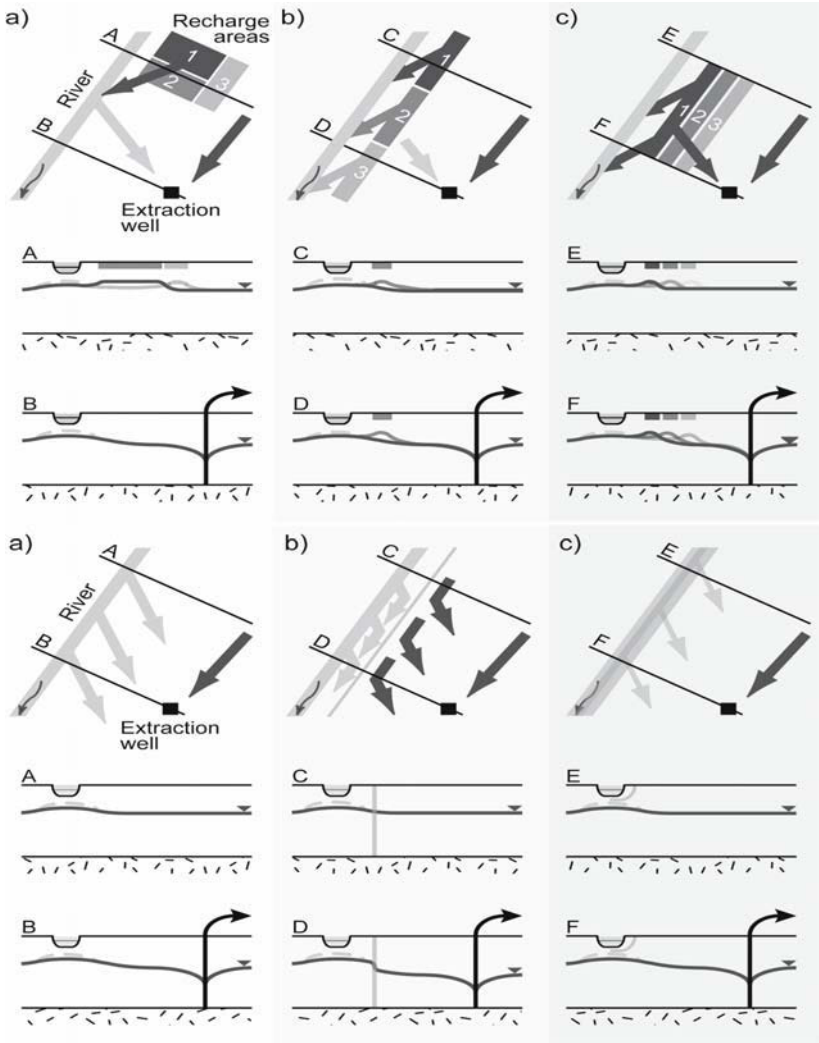 a)
A
Recharge
areas
1
2
3
River
B
Extraction
well
b)
C
1
2
D
3
c)
E
F
1
2
3
A
C
E
B
D
F
a)
A
River
B
Extraction
well
b)
C
D
c)
E
F
A
C
E
B
D
F